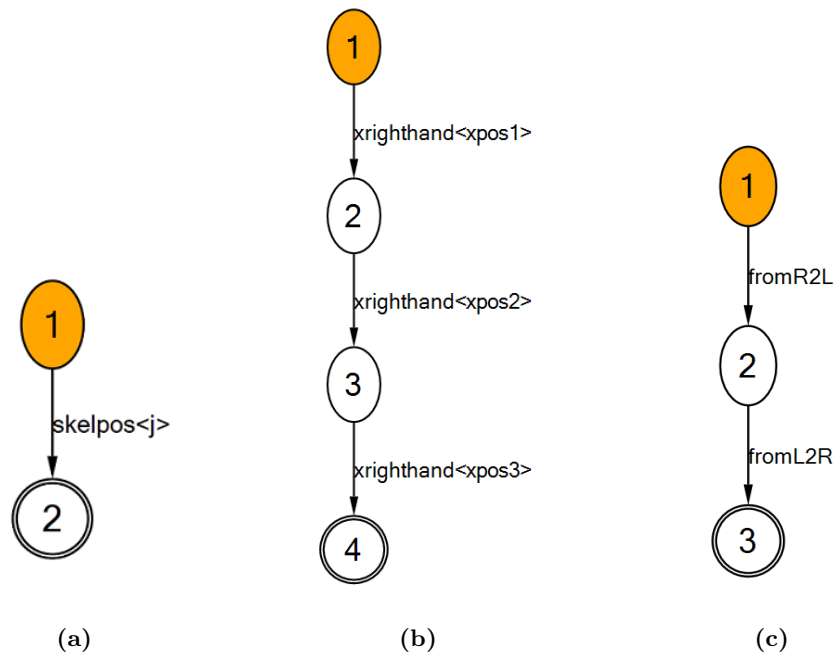 1
skelpos<j>
2
(a)
1
xrighthand<xpos1>
2
xrighthand<xpos2>
3
xrighthand<xpos3>
4
(b)
1
fromR2L
2
fromL2R
3
(c)